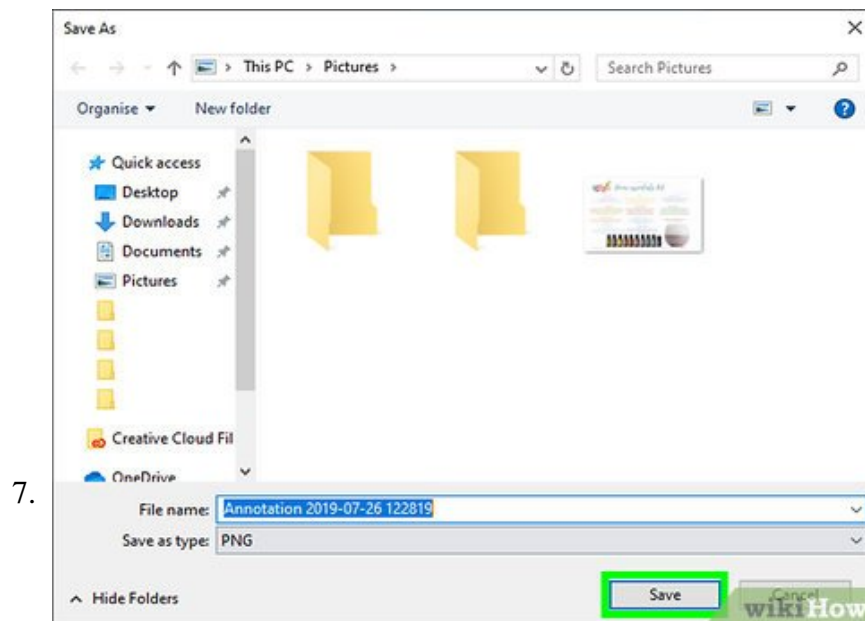 Save As
This PC > Pictures >
Search Pictures
Organise
New folder
Quick access
Desktop
Downloads
Documents
Pictures
Creative Cloud Fil
OneDrive
7.
File name: Annotation 2019-07-26 122819
Save as type: PNG
Hide Folders
Save
Cancel
wikiHow